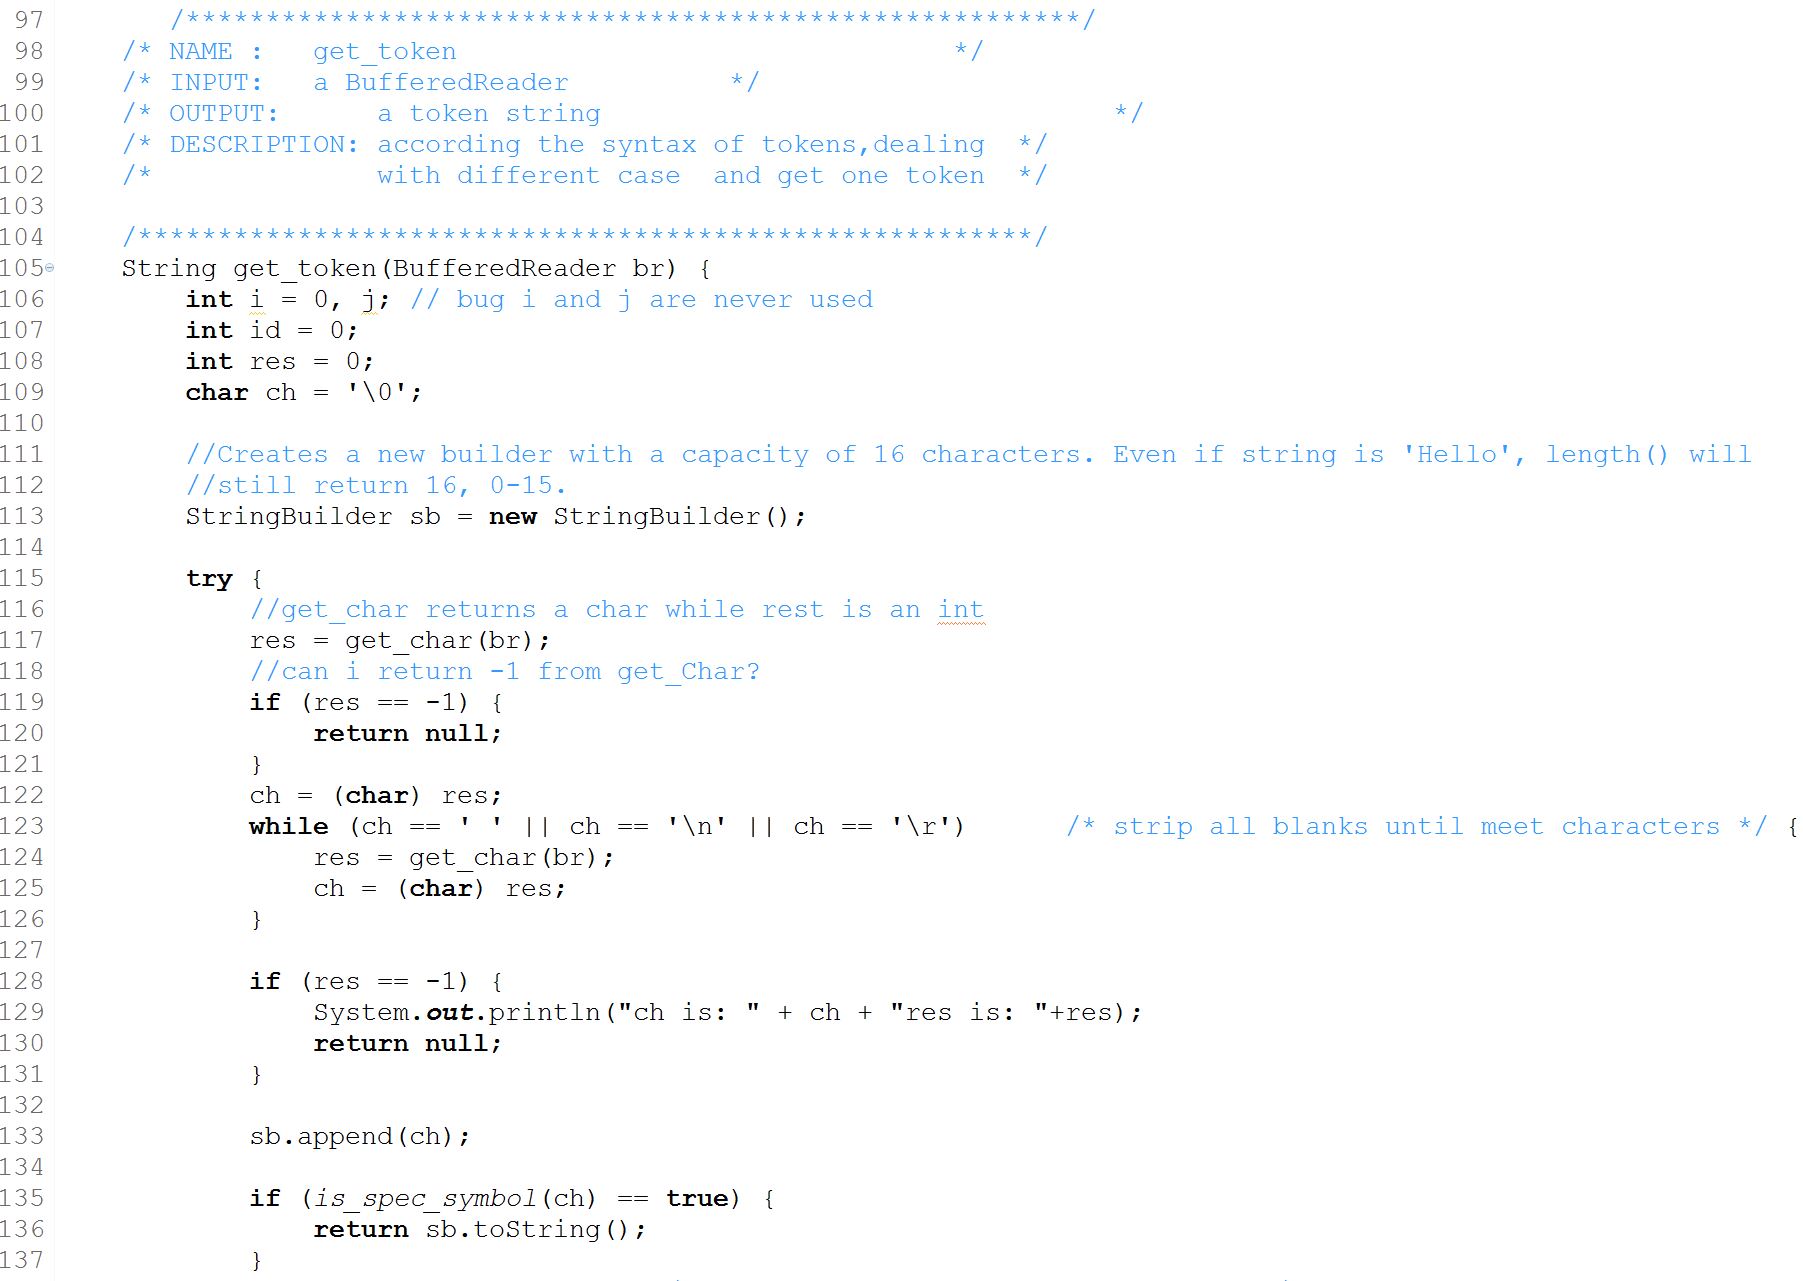 97 /********************************************************/
98 /* NAME :   get_token                               */
99 /* INPUT:   a BufferedReader          */
100 /* OUTPUT:      a token string                                */
101 /* DESCRIPTION: according the syntax of tokens,dealing  */
102 /*              with different case  and get one token  */
103
104 /********************************************************/
105 String get_token(BufferedReader br) {
106 int i = 0, j; // bug i and j are never used
107 int id = 0;
108 int res = 0;
109 char ch = '\0';
110
111 //Creates a new builder with a capacity of 16 characters. Even if string is 'Hello', length() will
112 //still return 16, 0-15.
113 StringBuilder sb = new StringBuilder();
114
115 try {
116 //get_char returns a char while rest is an int
117 res = get_char(br);
118 //can i return -1 from get_Char?
119 if (res == -1) {
120 return null;
121 }
122 ch = (char) res;
123 while (ch == ' ' || ch == '\n' || ch == '\r')      /* strip all blanks until meet characters */ {
124 res = get_char(br);
125 ch = (char) res;
126 }
127
128 if (res == -1) {
129 System.out.println("ch is: " + ch + "res is: "+res);
130 return null;
131 }
132
133 sb.append(ch);
134
135 if (is_spec_symbol(ch) == true) {
136 return sb.toString();
137 }